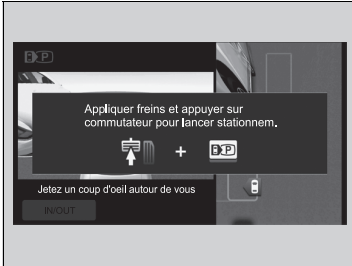 P
Appliquer freins et appuyer sur
commutateur pour lancer stationnem.
+ P
Jetez un coup d'oeil autour de vous
IN/OUT